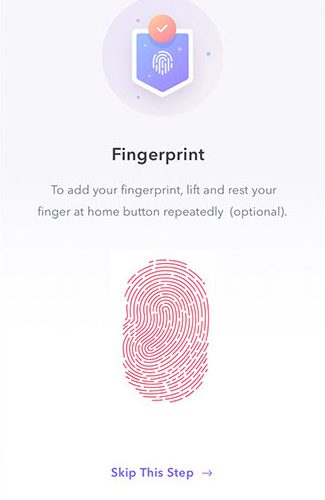 Fingerprint
To add your fingerprint, lift and rest your
finger at home button repeatedly (optional).
Skip This Step →